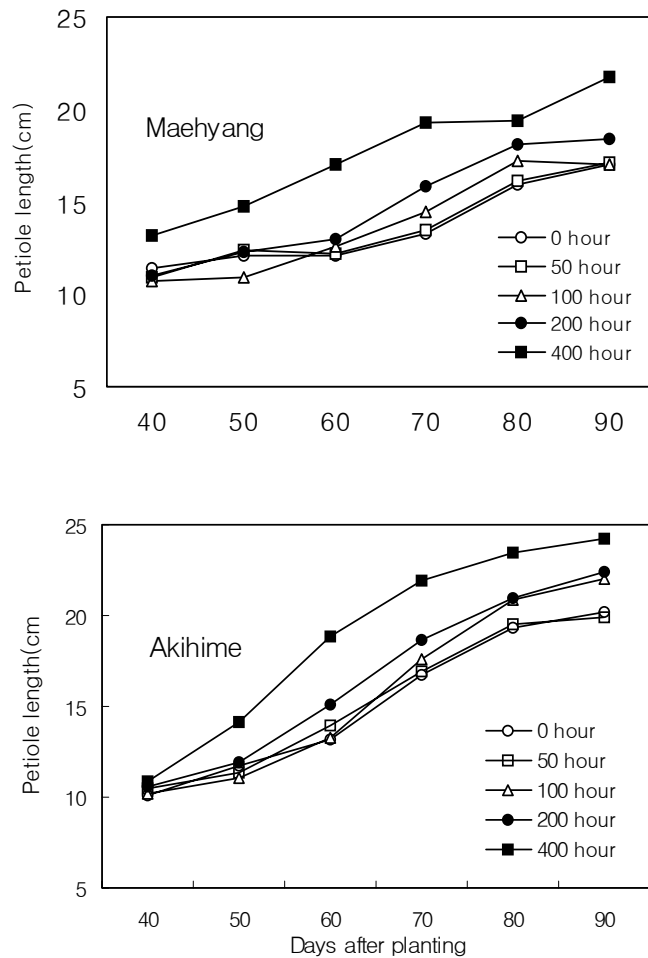 25
20
15
10
5
Petiole length(cm)
Maehyang
0 hour
50 hour
100 hour
200 hour
400 hour
40 50 60 70 80 90
25
20
15
10
5
Petiole length(cm
Akihime
0 hour
50 hour
100 hour
200 hour
400 hour
40 50 60 70 80 90
Days after planting